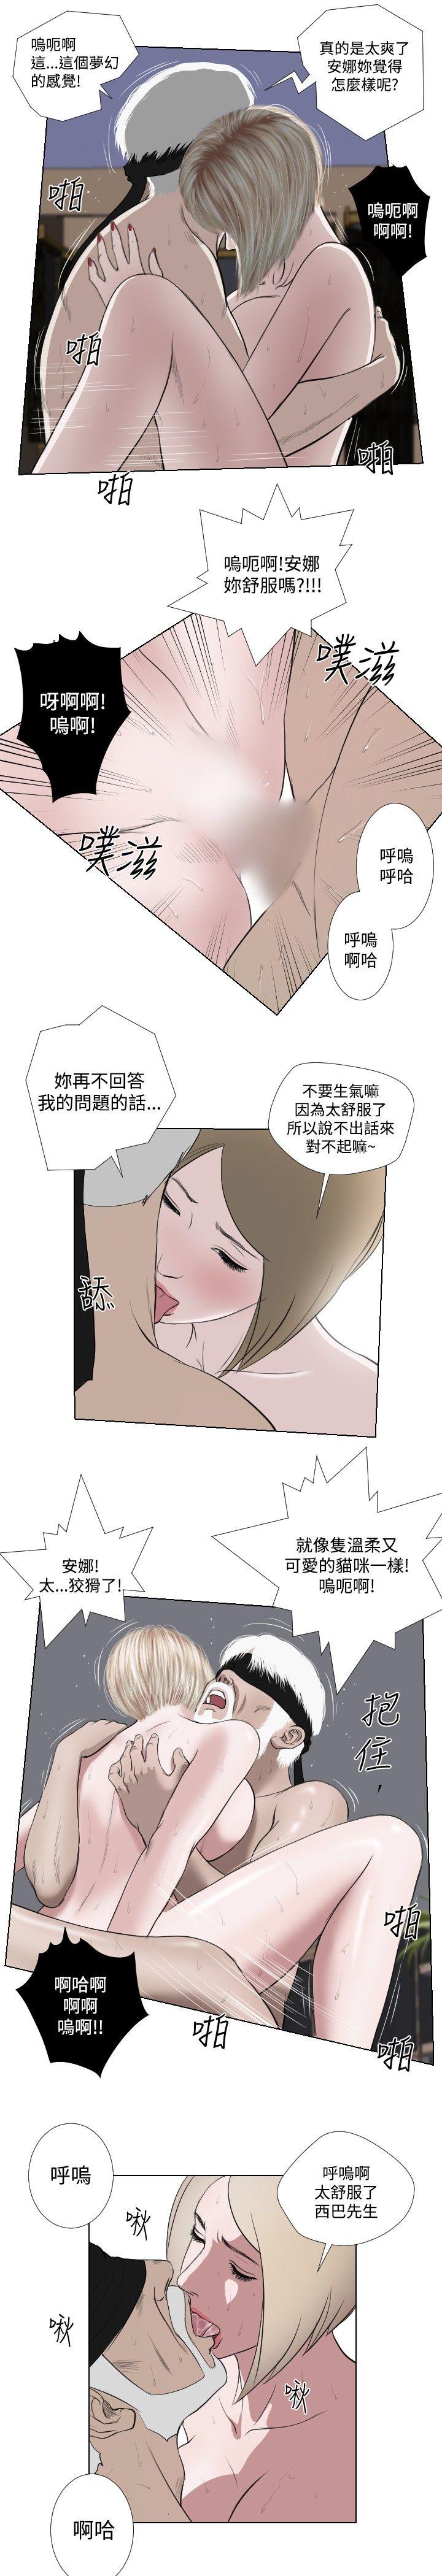 嗚呃啊
這...這個夢幻
的感覺!
真的是太爽了
安娜妳覺得
怎麼樣呢?
嗚呃啊
啊啊!
啪
啪
啪
啪
嗚呃啊!安娜
妳舒服嗎?!!!
噗滋
呀啊啊!
嗚啊!
噗滋
呼嗚
呼哈
呼嗚
啊哈
妳再不回答
我的問題的話...
不要生氣嘛
因為太舒服了
所以說不出話來
對不起嘛~
舔
安娜!
太...狡猾了!
就像隻溫柔又
可愛的貓咪一樣!
嗚呃啊!
抱住
啪
啊哈啊
啊啊
嗚啊!!
啪
啪
呼嗚
呼嗚啊
太舒服了
西巴先生
啾
啾
啾
啊哈